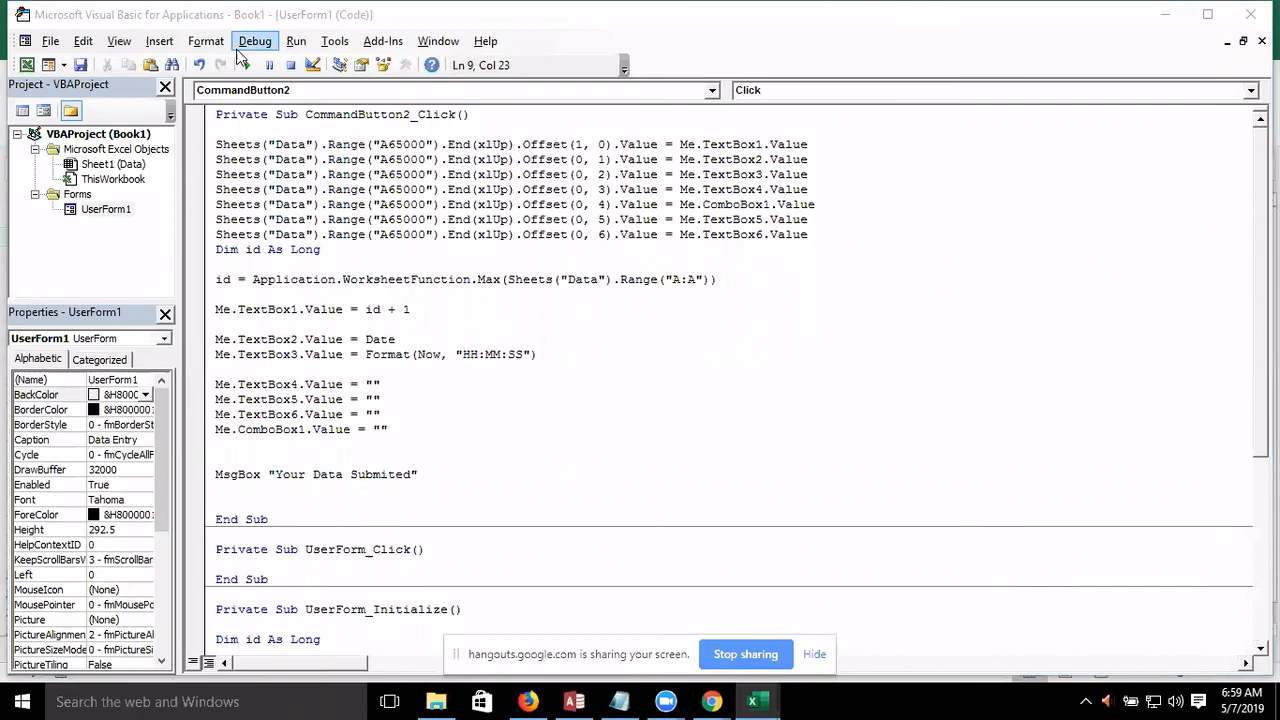 Microsoft Visual Basic for Applications - Book1 - [UserForm1 (Code)]
File Edit View Insert Format Debug Run Tools Add-Ins Window Help
Ln 9, Col 23
Project - VBAProject
CommandButton2
Click
VBAProject (Book1)
Microsoft Excel Objects
Sheet1 (Data)
ThisWorkbook
Forms
UserForm1
Properties - UserForm1
UserForm1 UserForm
Alphabetic Categorized
(Name) UserForm1
BackColor &H800C
BorderColor &H800001
BorderStyle 0 - fmBorderSt
Caption Data Entry
Cycle 0 - fmCycleAllF
DrawBuffer 32000
Enabled True
Font Tahoma
ForeColor &H800001
Height 292.5
HelpContextID 0
KeepScrollBarsV 3 - fmScrollBar
Left 0
MouseIcon (None)
MousePointer 0 - fmMousePo
Picture (None)
PictureAlignmen 2 - fmPictureAl
PictureSizeMode 0 - fmPictureSi
PictureTiling False
Private Sub CommandButton2_Click()
Sheets("Data").Range("A65000").End(xlUp).Offset(1, 0).Value = Me.TextBox1.Value
Sheets("Data").Range("A65000").End(xlUp).Offset(0, 1).Value = Me.TextBox2.Value
Sheets("Data").Range("A65000").End(xlUp).Offset(0, 2).Value = Me.TextBox3.Value
Sheets("Data").Range("A65000").End(xlUp).Offset(0, 3).Value = Me.TextBox4.Value
Sheets("Data").Range("A65000").End(xlUp).Offset(0, 4).Value = Me.ComboBox1.Value
Sheets("Data").Range("A65000").End(xlUp).Offset(0, 5).Value = Me.TextBox5.Value
Sheets("Data").Range("A65000").End(xlUp).Offset(0, 6).Value = Me.TextBox6.Value
Dim id As Long
id = Application.WorksheetFunction.Max(Sheets("Data").Range("A:A"))
Me.TextBox1.Value = id + 1
Me.TextBox2.Value = Date
Me.TextBox3.Value = Format(Now, "HH:MM:SS")
Me.TextBox4.Value = ""
Me.TextBox5.Value = ""
Me.TextBox6.Value = ""
Me.ComboBox1.Value = ""
MsgBox "Your Data Submited"
End Sub
Private Sub UserForm_Click()
End Sub
Private Sub UserForm_Initialize()
Dim id As Long
hangouts.google.com is sharing your screen. Stop sharing Hide
Search the web and Windows
6:59 AM
5/7/2019